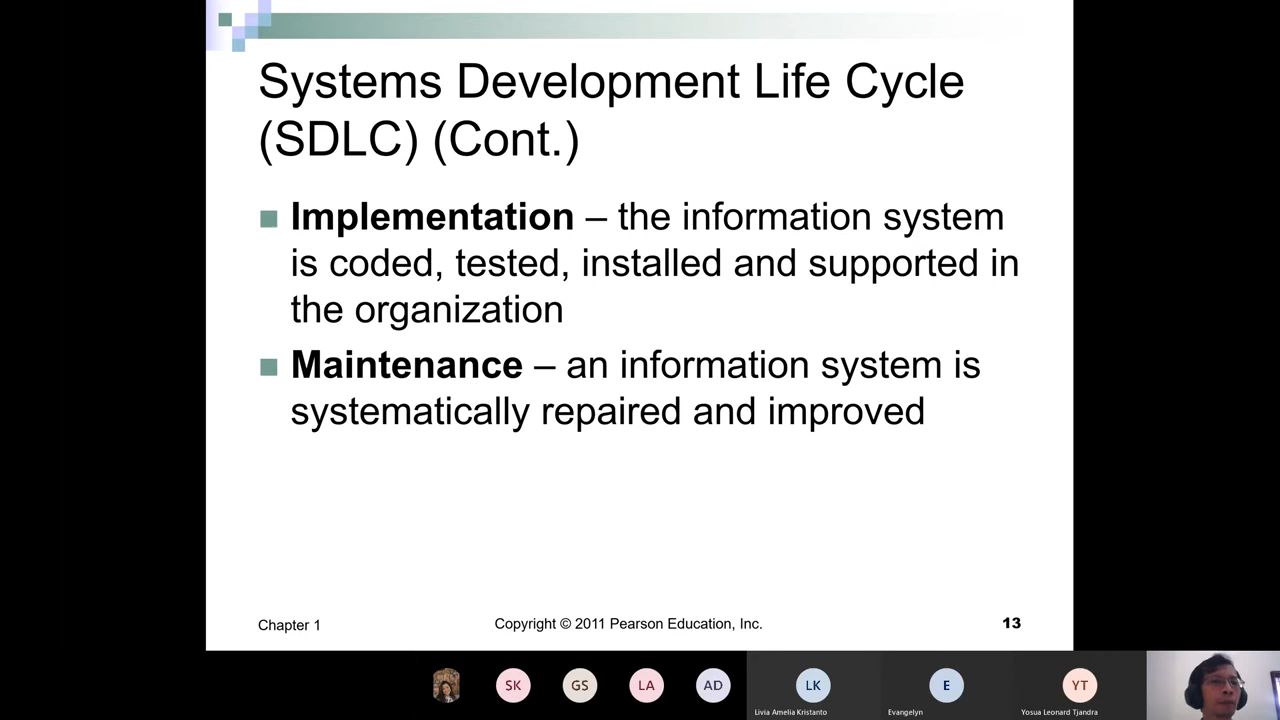 Systems Development Life Cycle
(SDLC) (Cont.)
Implementation – the information system
is coded, tested, installed and supported in
the organization
Maintenance – an information system is
systematically repaired and improved
Chapter 1
Copyright © 2011 Pearson Education, Inc.
13
SK
GS
LA
AD
LK
E
YT
Livia Amelia Kristanto
Evangelyn
Yosua Leonard Tjandra